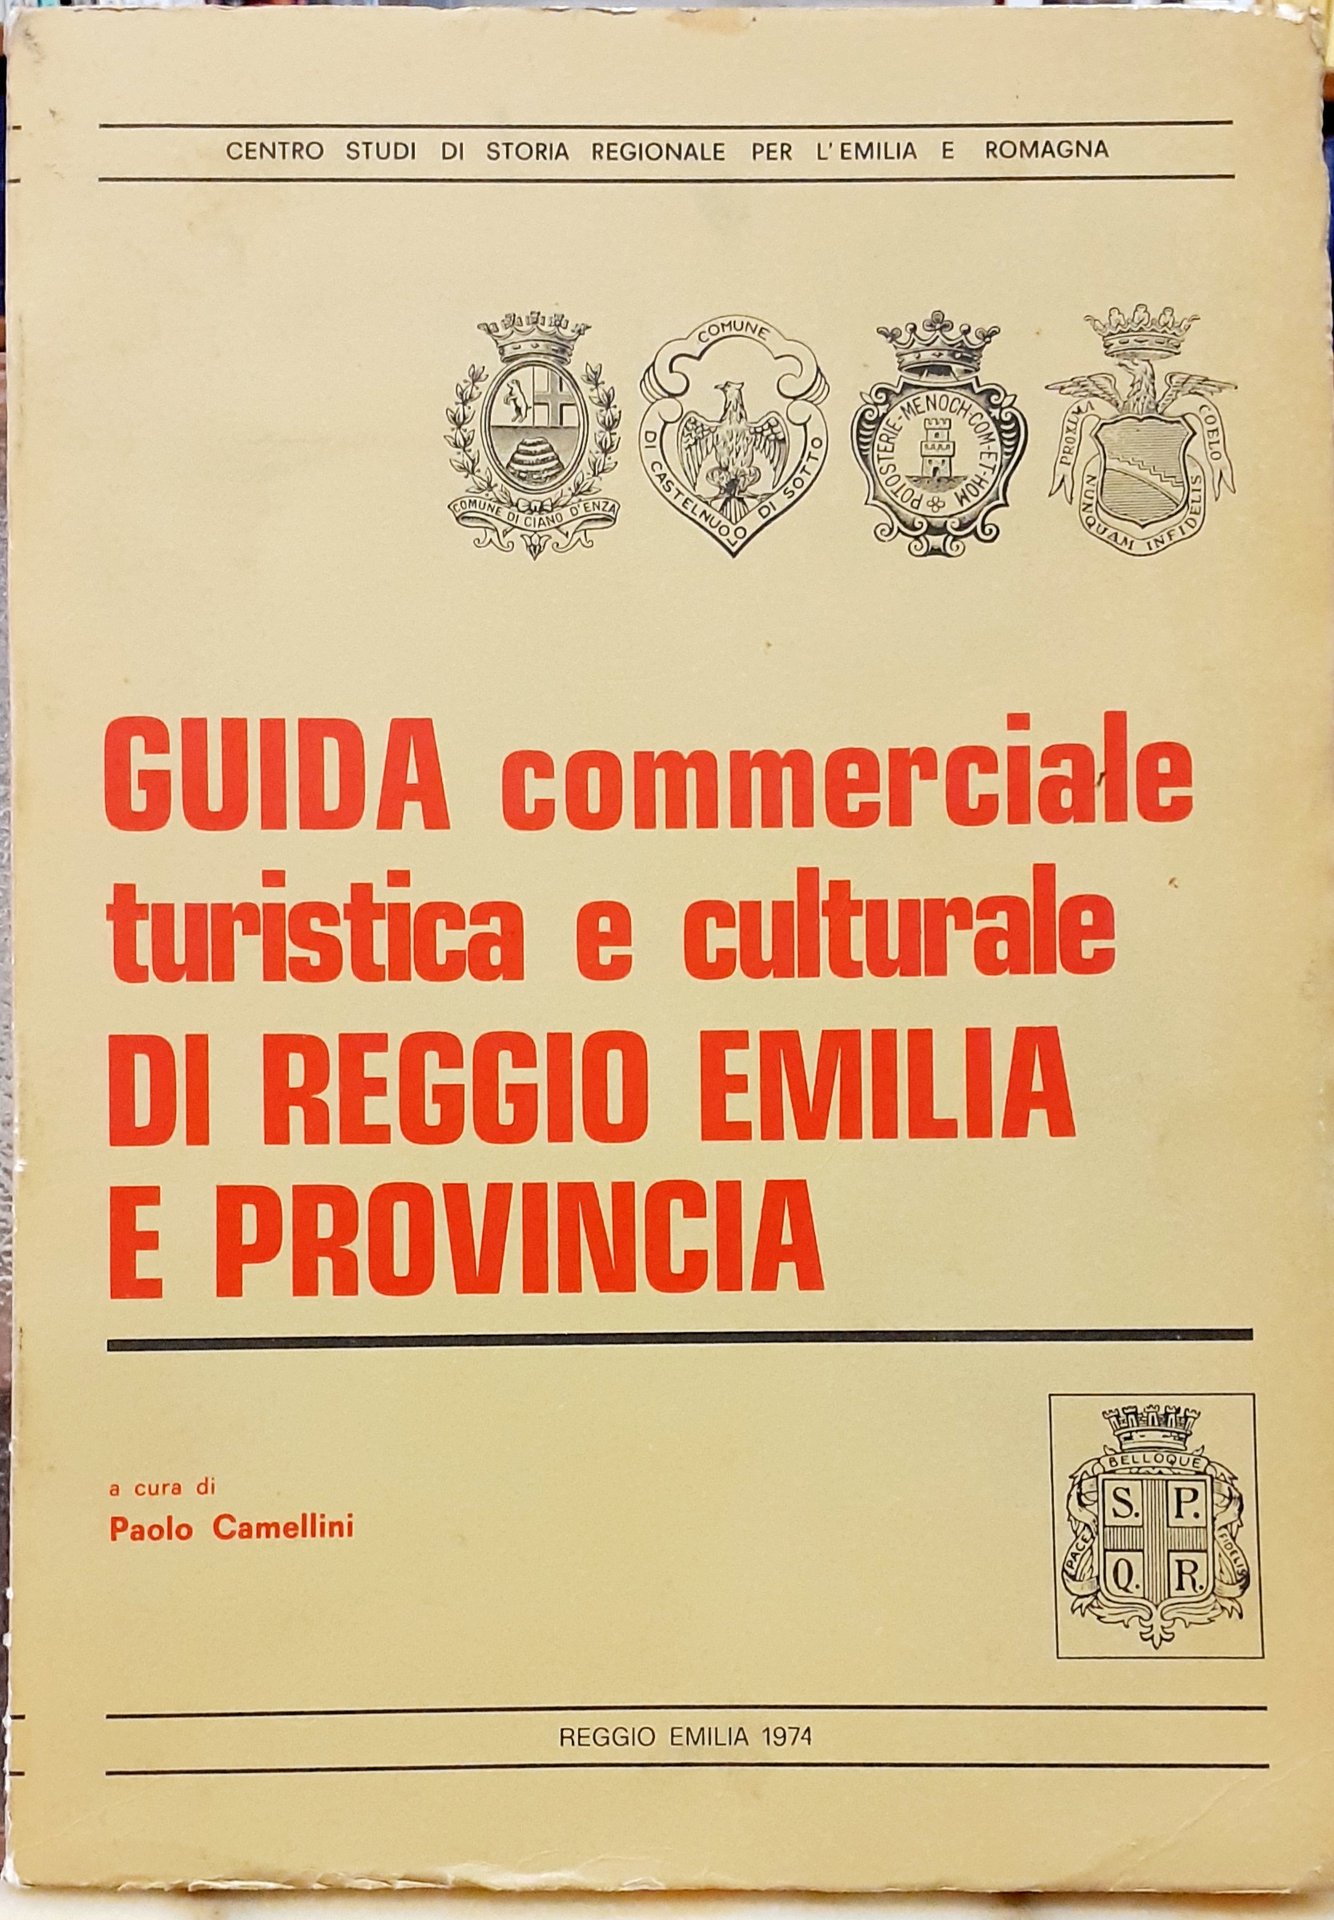 CENTRO STUDI DI STORIA REGIONALE PER L'EMILIA E ROMAGNA
COMUNE DI CIANO D'ENZA
COMUNE
DI CASTELNUOLO DI SOTTO
POTOSTERIE-MENOCH-COM-ET-HOM
PROXIMA COELO
NUNQUAM INFIDELIS
GUIDA commerciale
turistica e culturale
DI REGGIO EMILIA
E PROVINCIA
a cura di
Paolo Camellini
BELLOQUE
PACE
FIDELIS
S. P.
Q. R.
REGGIO EMILIA 1974